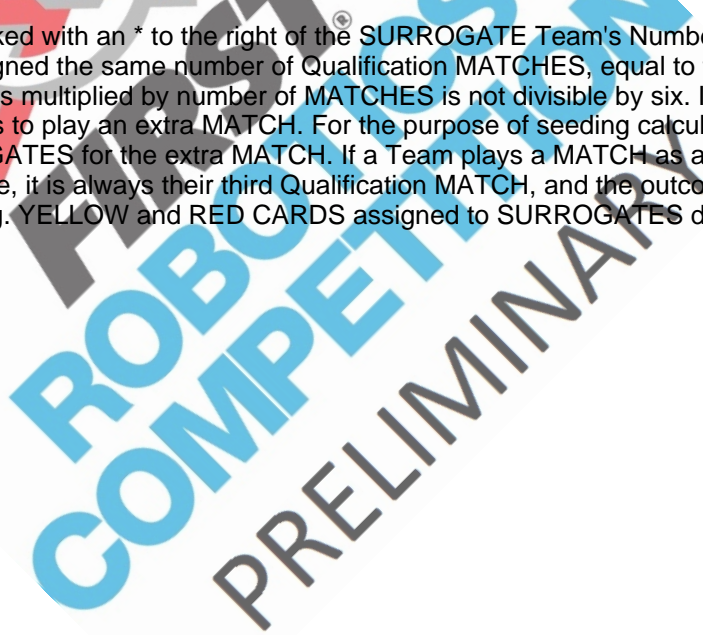 ked with an * to the right of the SURROGATE Team's Numbe
gned the same number of Qualification MATCHES, equal to
s multiplied by number of MATCHES is not divisible by six. I
s to play an extra MATCH. For the purpose of seeding calcul
GATES for the extra MATCH. If a Team plays a MATCH as a
e, it is always their third Qualification MATCH, and the outco
g. YELLOW and RED CARDS assigned to SURROGATES d
FIRST®
ROBOTICS
COMPETITION
PRELIMINARY